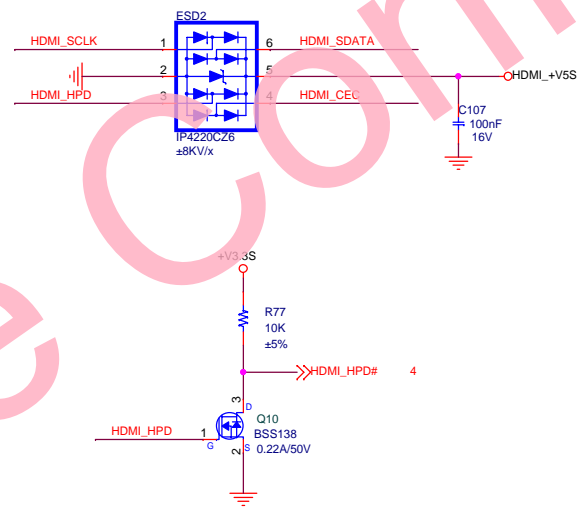 ESD2
HDMI_SCLK 1 6 HDMI_SDATA
2 5 HDMI_+V5S
HDMI_HPD 3 4 HDMI_CEC
IP4220CZ6
±8KV/x
C107
100nF
16V
+V3.3S
R77
10K
±5%
HDMI_HPD# 4
3 D
Q10
HDMI_HPD 1 G BSS138
2 S 0.22A/50V